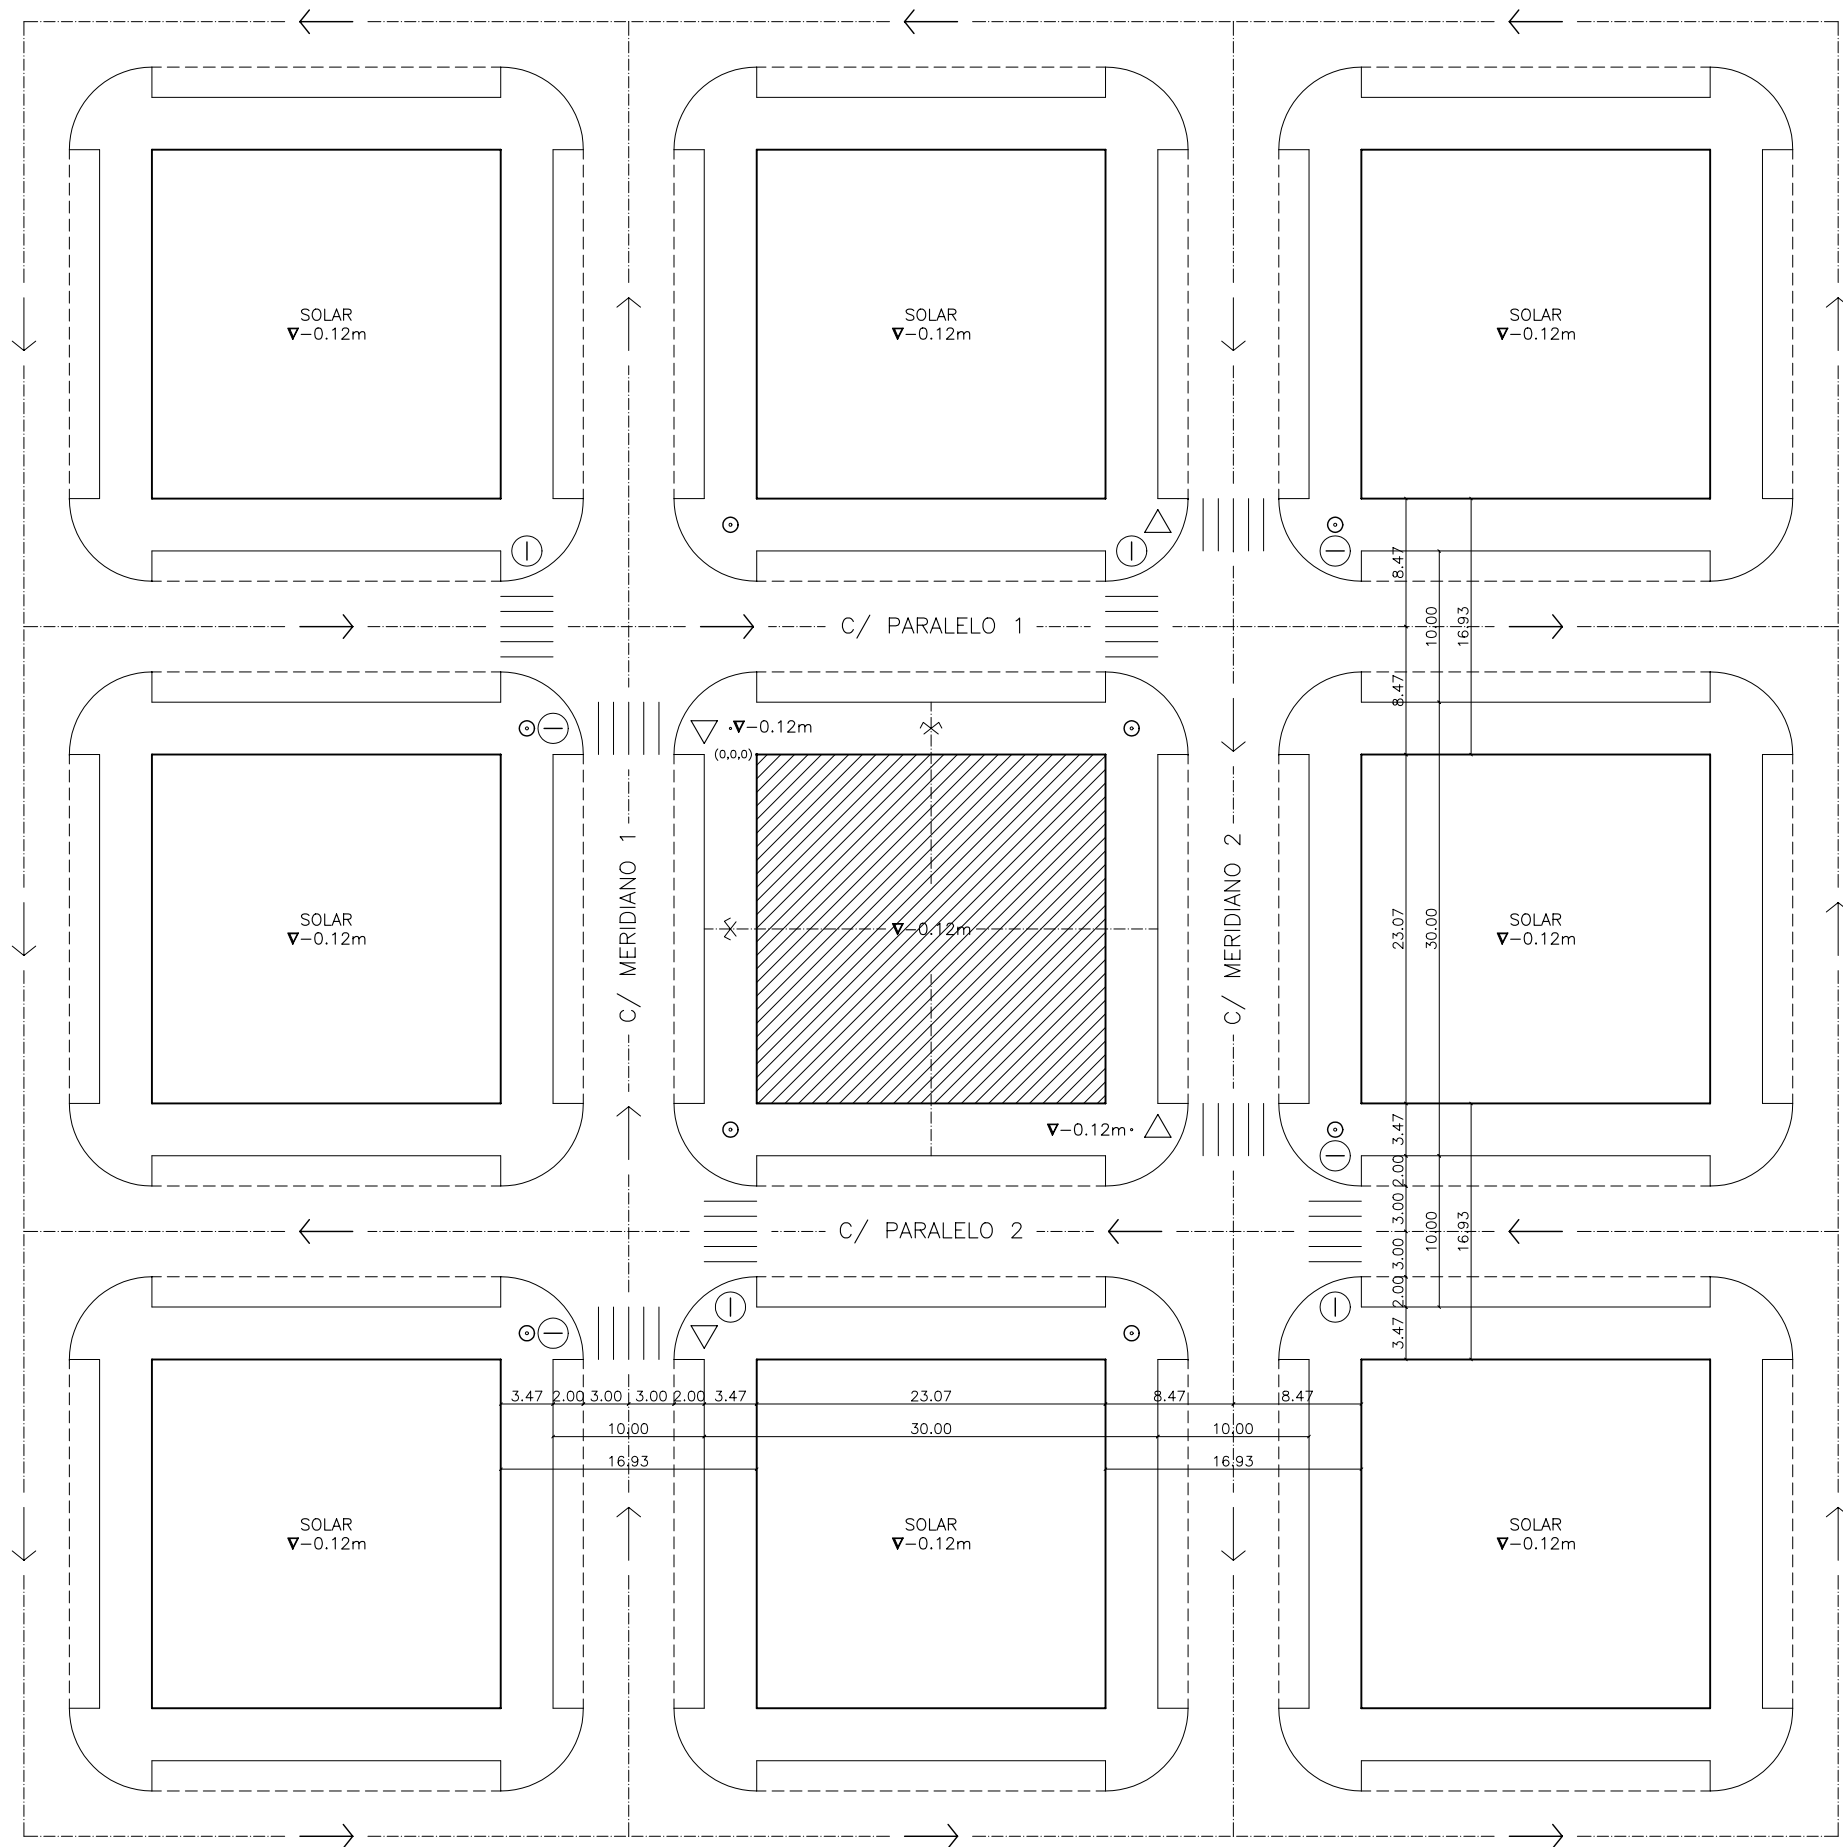 SOLAR
∇-0.12m
SOLAR
∇-0.12m
SOLAR
∇-0.12m
8.47
10.00
16.93
8.47
C/ PARALELO 1
∇-0.12m
(0,0,0)
C/ MERIDIANO 1
C/ MERIDIANO 2
SOLAR
∇-0.12m
∇-0.12m
SOLAR
∇-0.12m
23.07
30.00
∇-0.12m
C/ PARALELO 2
3.47
2.00
3.00
3.00
2.00
3.47
10.00
16.93
3.47
2.00
3.00
3.00
2.00
3.47
23.07
8.47
8.47
10.00
30.00
10.00
16.93
16.93
SOLAR
∇-0.12m
SOLAR
∇-0.12m
SOLAR
∇-0.12m